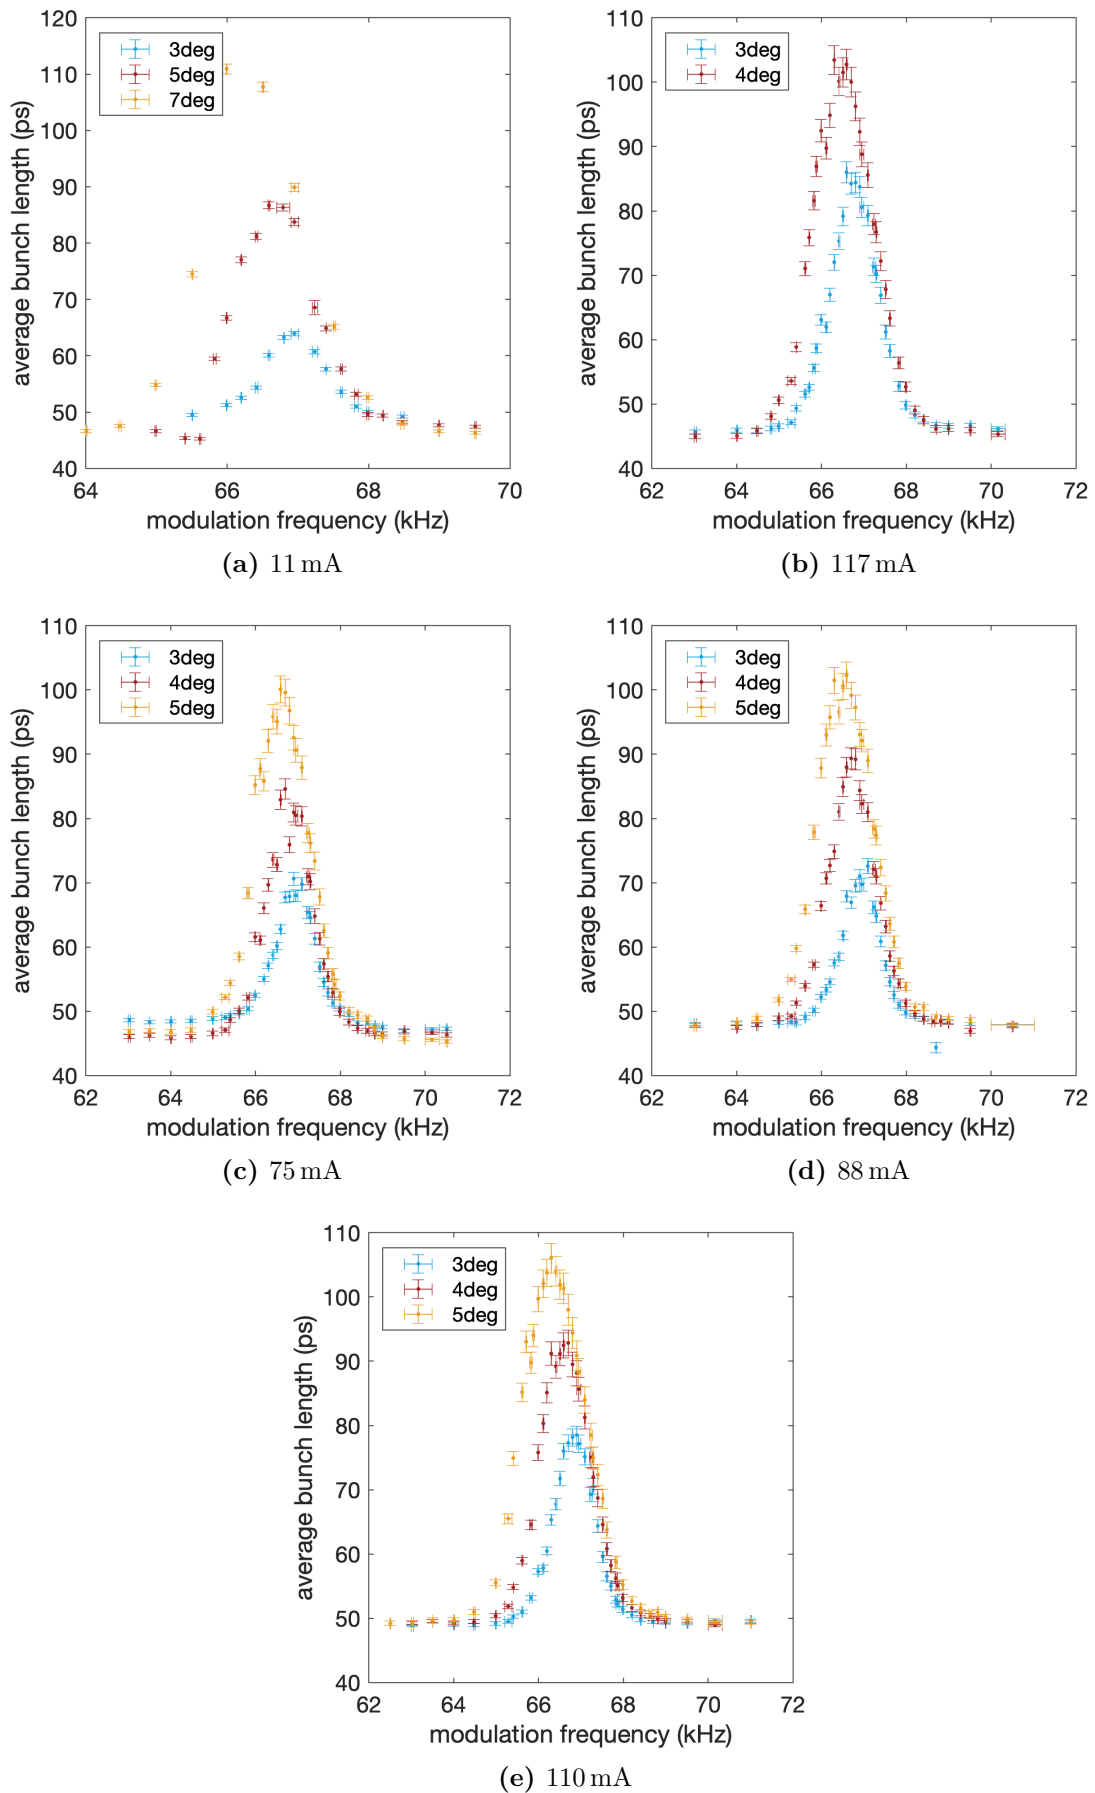 120
110
100
90
80
70
60
50
40
average bunch length (ps)
3deg
5deg
7deg
64 66 68 70
modulation frequency (kHz)
(a) 11 mA
110
100
90
80
70
60
50
40
average bunch length (ps)
3deg
4deg
62 64 66 68 70 72
modulation frequency (kHz)
(b) 117 mA
110
100
90
80
70
60
50
40
average bunch length (ps)
3deg
4deg
5deg
62 64 66 68 70 72
modulation frequency (kHz)
(c) 75 mA
110
100
90
80
70
60
50
40
average bunch length (ps)
3deg
4deg
5deg
62 64 66 68 70 72
modulation frequency (kHz)
(d) 88 mA
110
100
90
80
70
60
50
40
average bunch length (ps)
3deg
4deg
5deg
62 64 66 68 70 72
modulation frequency (kHz)
(e) 110 mA